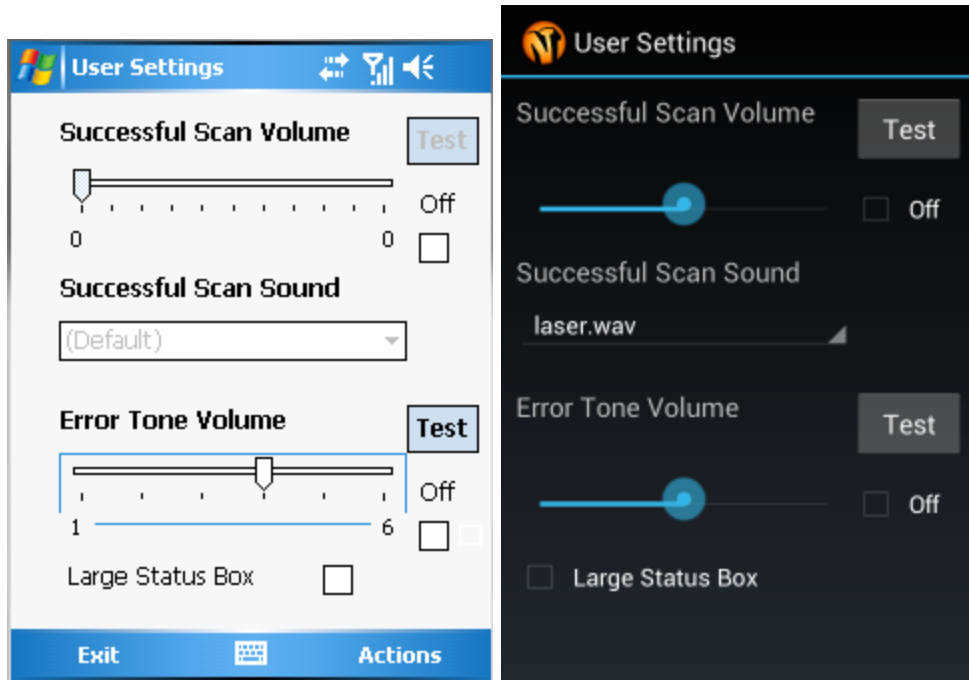 User Settings
Successful Scan Volume
Test
Off
0 0
Successful Scan Sound
(Default)
Error Tone Volume
Test
Off
1 6
Large Status Box
Exit Actions
User Settings
Successful Scan Volume
Test
Off
Successful Scan Sound
laser.wav
Error Tone Volume
Test
Off
Large Status Box